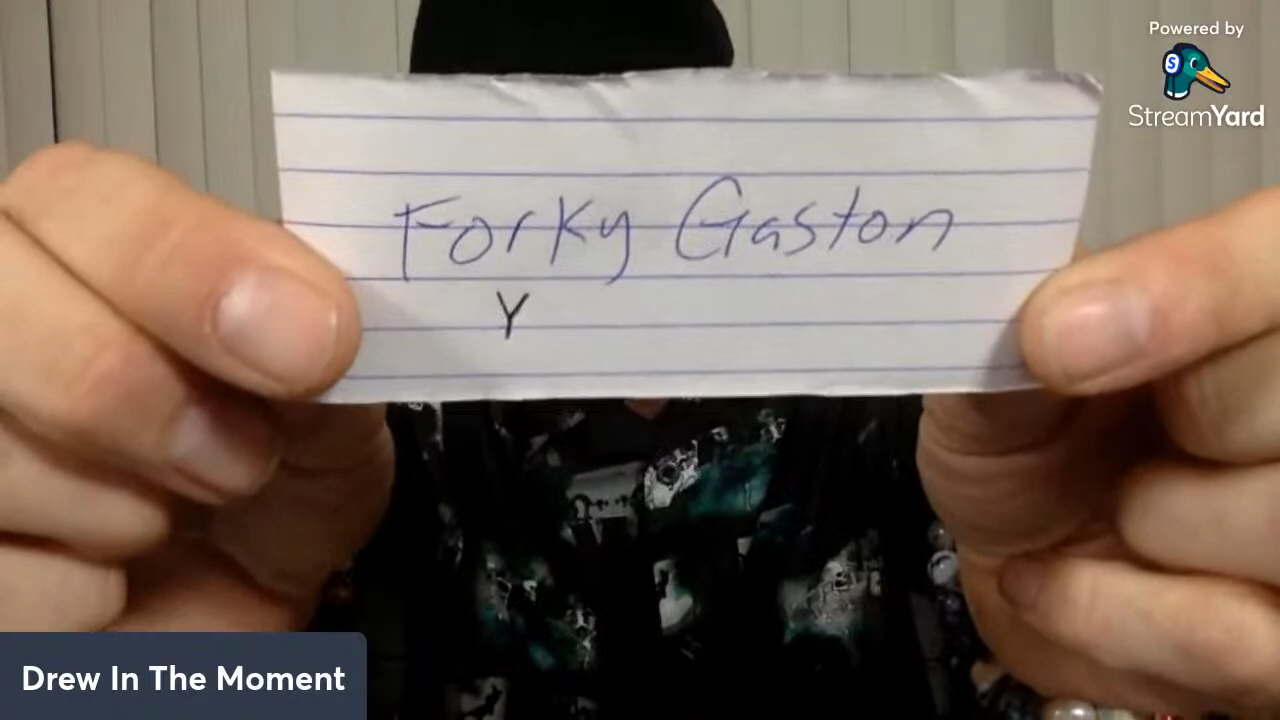 Powered by
S
StreamYard
Forky Gaston
Y
Drew In The Moment